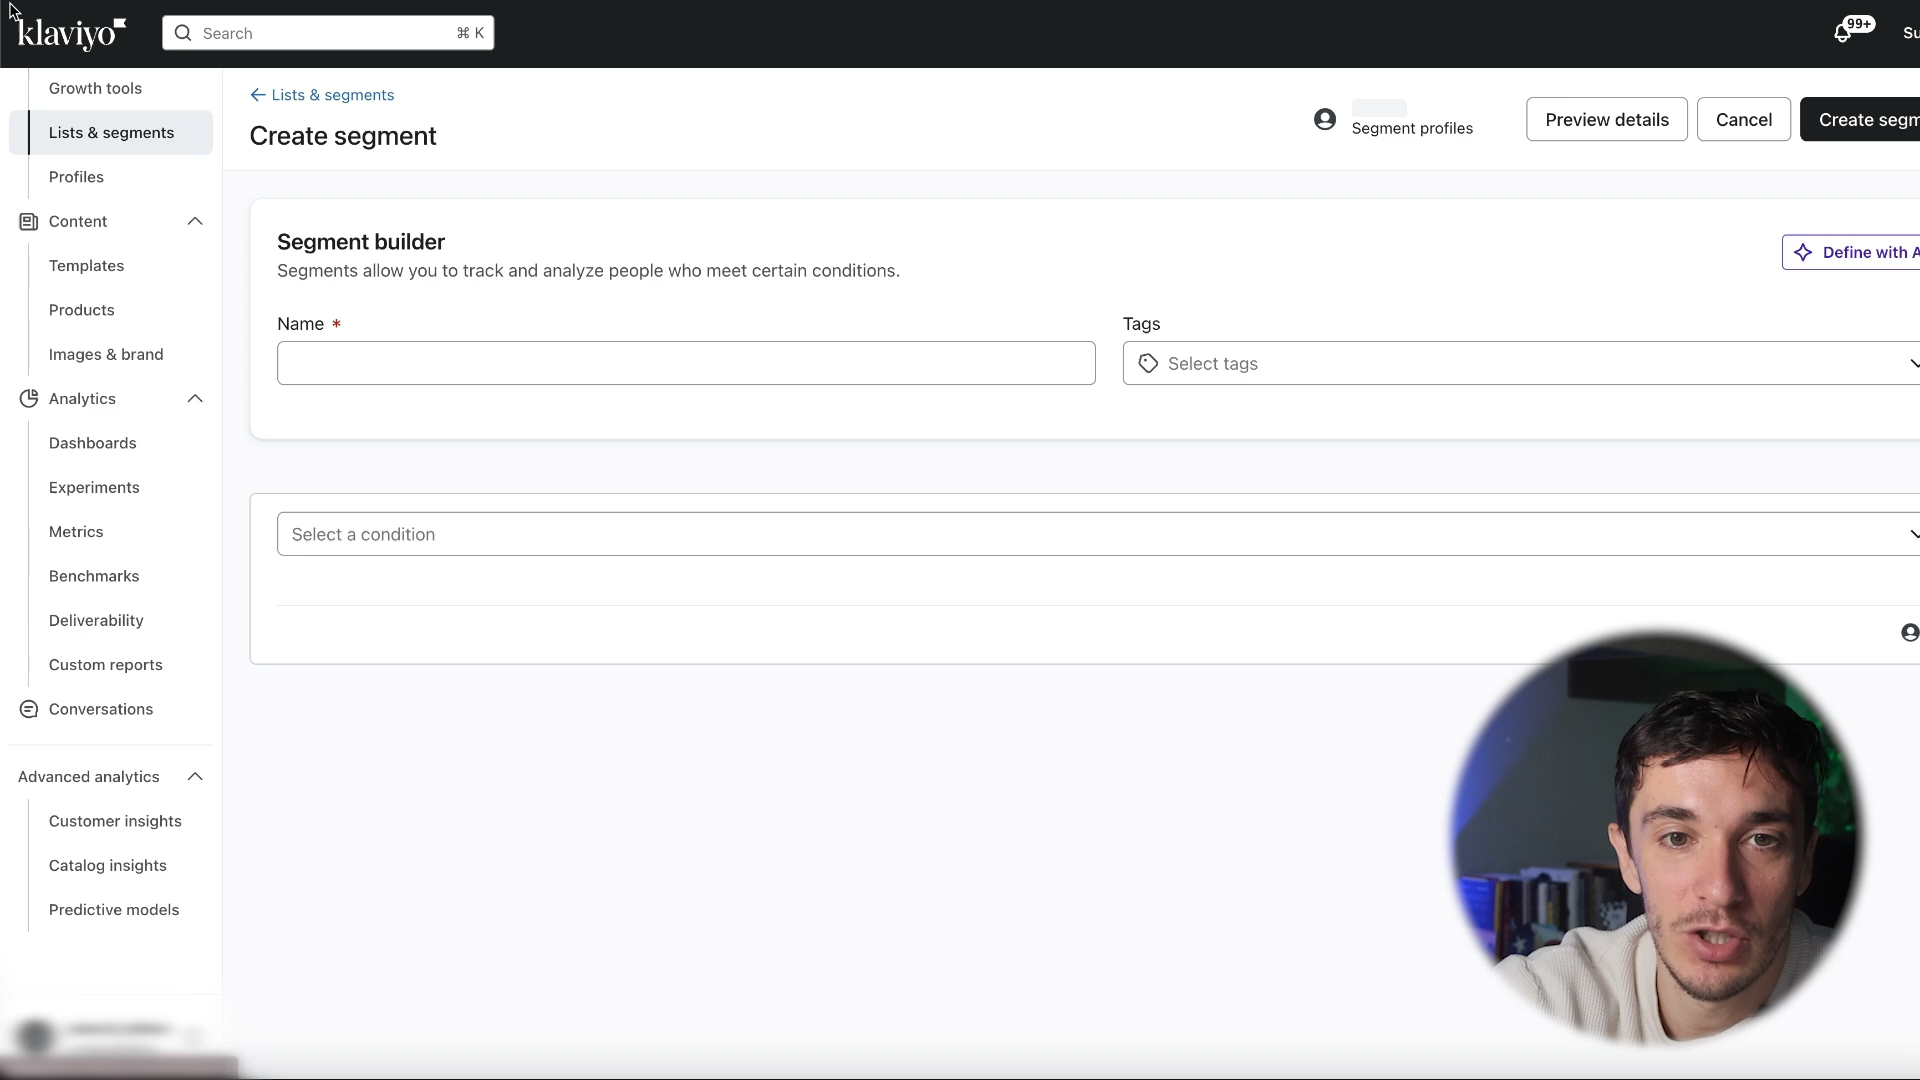 klaviyo
Search
⌘ K
99+
Su
Growth tools
Lists & segments
Profiles
Content
Templates
Products
Images & brand
Analytics
Dashboards
Experiments
Metrics
Benchmarks
Deliverability
Custom reports
Conversations
Advanced analytics
Customer insights
Catalog insights
Predictive models
← Lists & segments
Create segment
Segment profiles
Preview details
Cancel
Create segm
Segment builder
Segments allow you to track and analyze people who meet certain conditions.
Define with A
Name *
Tags
Select tags
Select a condition